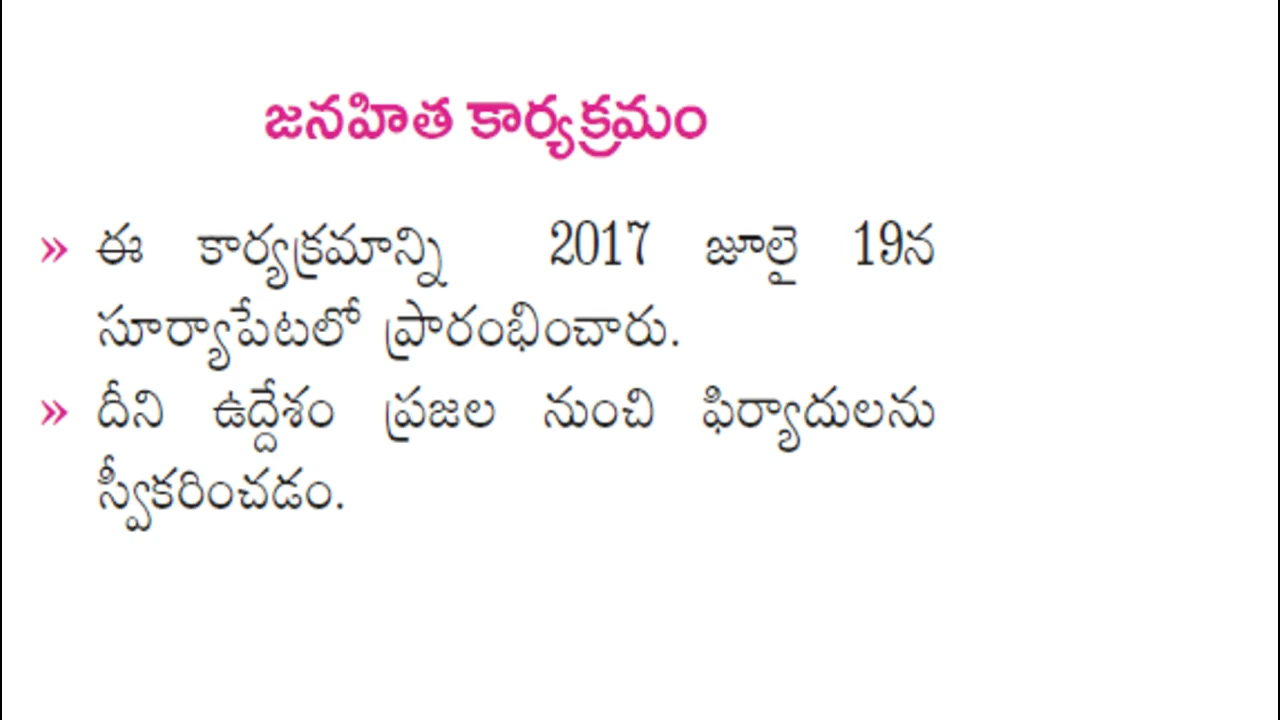 జనహిత కార్యక్రమం
» ఈ కార్యక్రమాన్ని 2017 జూలై 19న
సూర్యాపేటలో ప్రారంభించారు.
» దీని ఉద్దేశం ప్రజల నుంచి ఫిర్యాదులను
స్వీకరించడం.